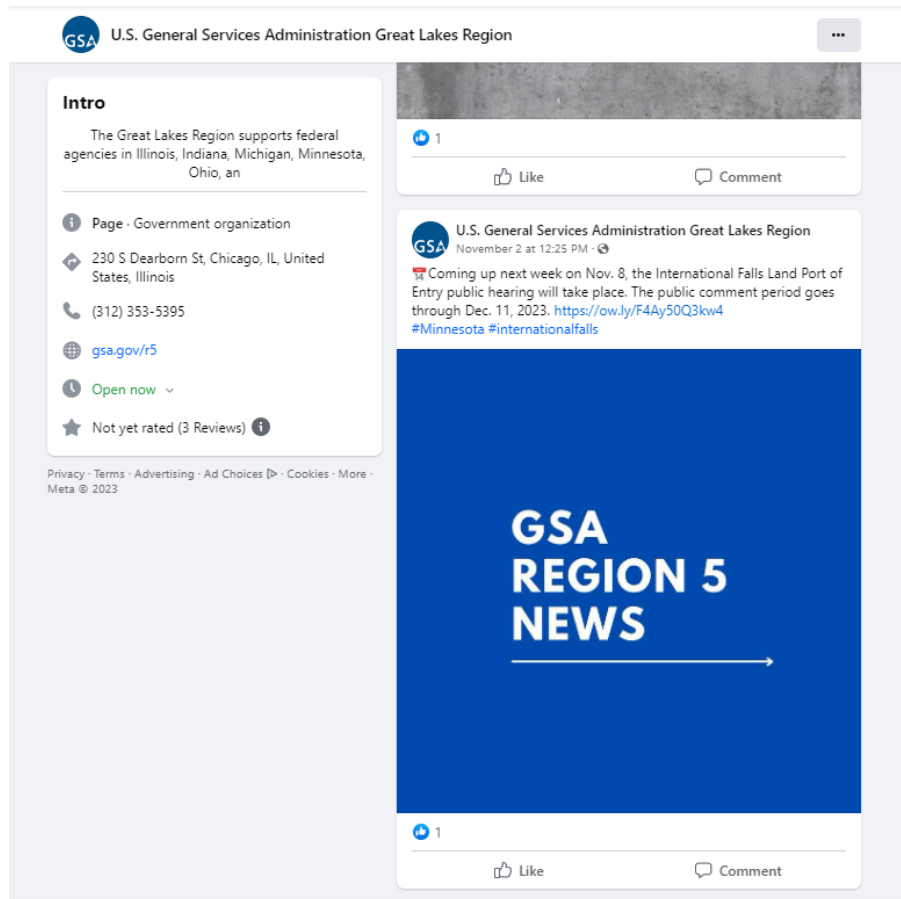 GSA
U.S. General Services Administration Great Lakes Region
Intro
The Great Lakes Region supports federal
agencies in Illinois, Indiana, Michigan, Minnesota,
Ohio, an
Page · Government organization
230 S Dearborn St, Chicago, IL, United
States, Illinois
(312) 353-5395
gsa.gov/r5
Open now
Not yet rated (3 Reviews)
Privacy · Terms · Advertising · Ad Choices · Cookies · More ·
Meta © 2023
1
Like
Comment
GSA
U.S. General Services Administration Great Lakes Region
November 2 at 12:25 PM ·
Coming up next week on Nov. 8, the International Falls Land Port of
Entry public hearing will take place. The public comment period goes
through Dec. 11, 2023. https://ow.ly/F4Ay50Q3kw4
#Minnesota #internationalfalls
GSA
REGION 5
NEWS
1
Like
Comment